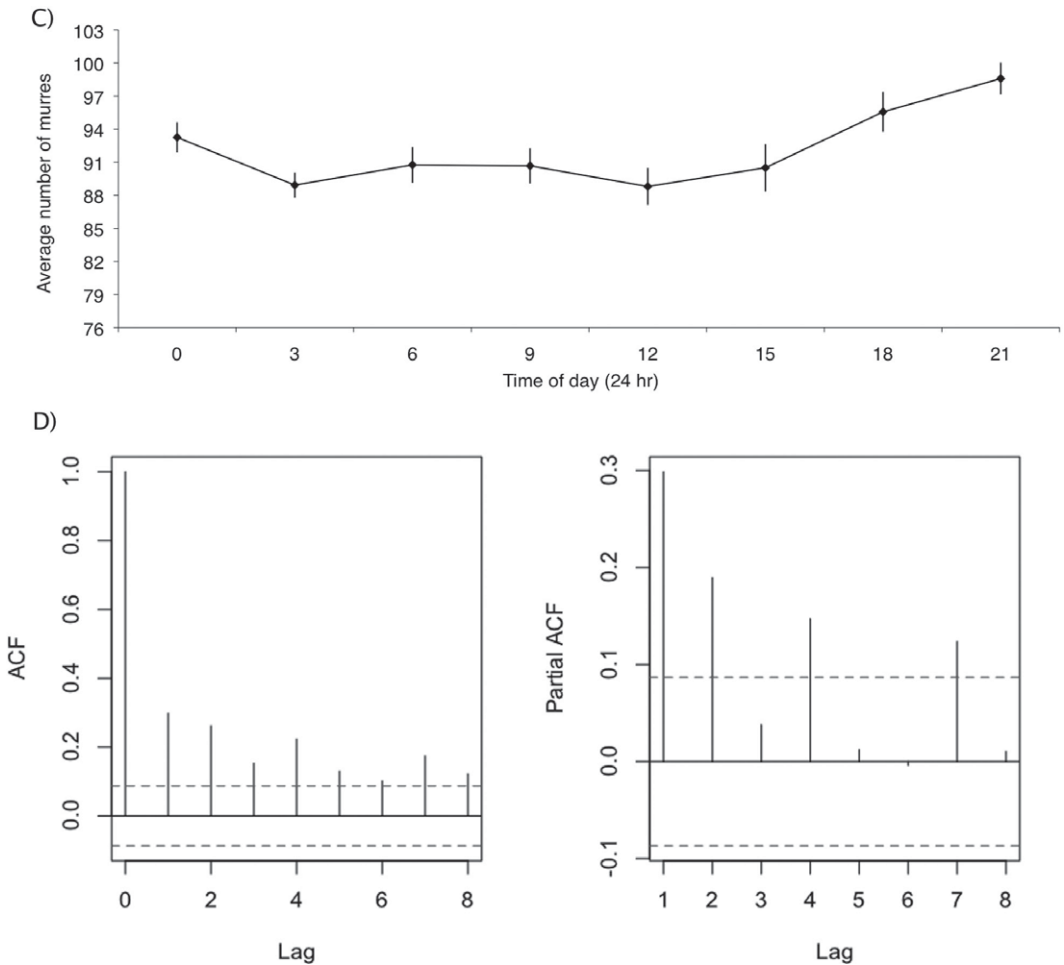 C)
103
100
97
94
91
88
85
82
79
76
Average number of murres
0 3 6 9 12 15 18 21
Time of day (24 hr)
D)
1.0
0.8
0.6
0.4
0.2
0.0
ACF
0 2 4 6 8
Lag
0.3
0.2
0.1
0.0
-0.1
Partial ACF
1 2 3 4 5 6 7 8
Lag